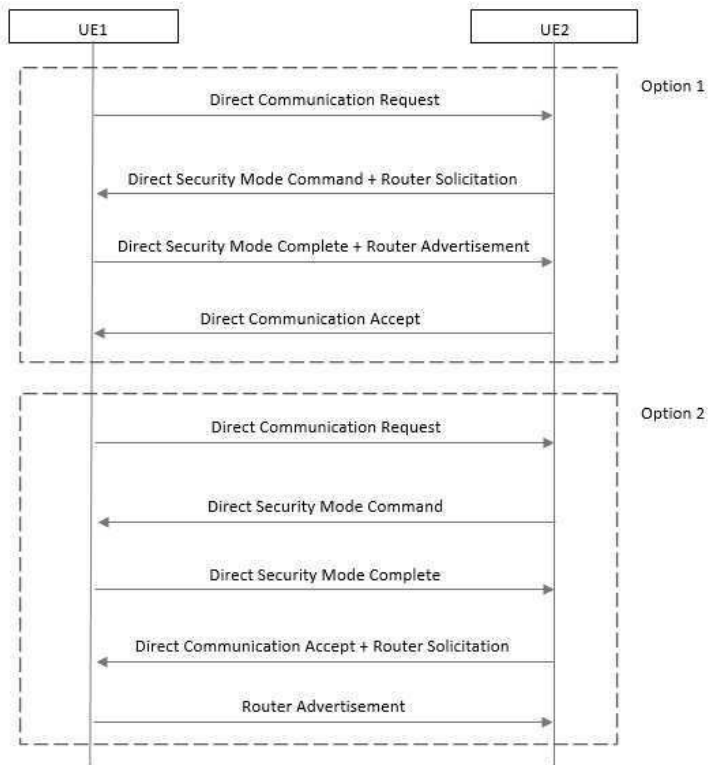 UE1
UE2
Option 1
Direct Communication Request
Direct Security Mode Command + Router Solicitation
Direct Security Mode Complete + Router Advertisement
Direct Communication Accept
Option 2
Direct Communication Request
Direct Security Mode Command
Direct Security Mode Complete
Direct Communication Accept + Router Solicitation
Router Advertisement